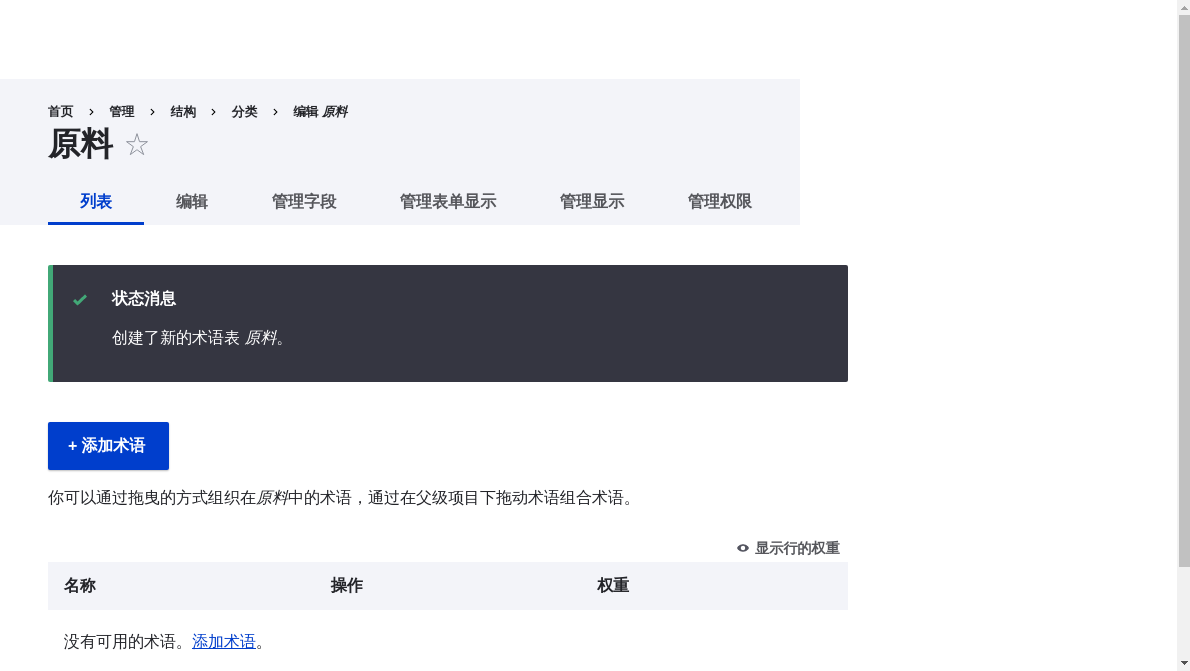 首页 › 管理 › 结构 › 分类 › 编辑 原料
原料
列表 编辑 管理字段 管理表单显示 管理显示 管理权限
状态消息
创建了新的术语表 原料。
+ 添加术语
你可以通过拖曳的方式组织在原料中的术语，通过在父级项目下拖动术语组合术语。
显示行的权重
名称 操作 权重
没有可用的术语。添加术语。